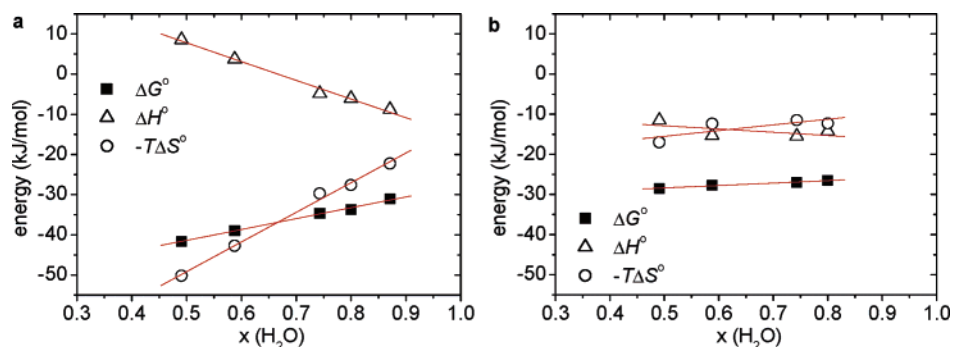 a
energy (kJ/mol)
10
0
-10
-20
-30
-40
-50
ΔG°
ΔH°
-TΔS°
0.3 0.4 0.5 0.6 0.7 0.8 0.9 1.0
x (H₂O)
b
energy (kJ/mol)
10
0
-10
-20
-30
-40
-50
ΔG°
ΔH°
-TΔS°
0.3 0.4 0.5 0.6 0.7 0.8 0.9 1.0
x (H₂O)